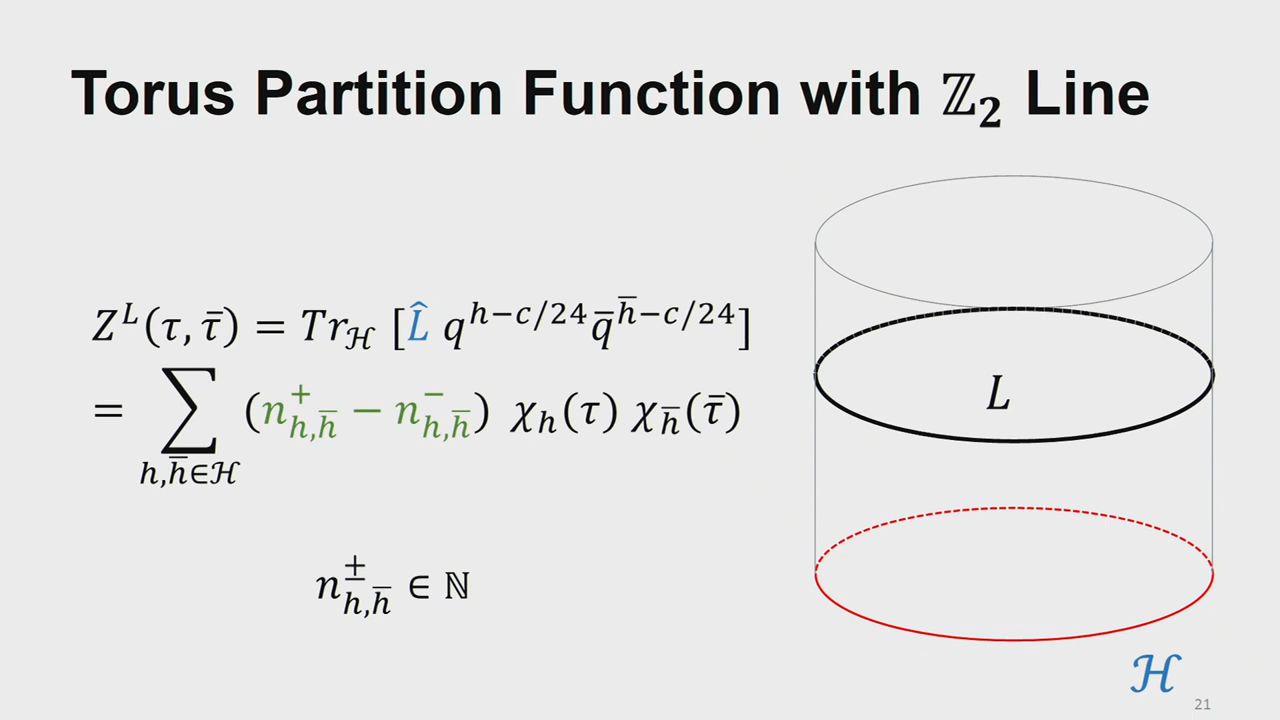 Torus Partition Function with ℤ₂ Line
Z^L(τ, τ̄) = Tr_ℋ [L̂ q^{h−c/24} q̄^{h̄−c/24}]
= ∑_{h,h̄∈ℋ} (n^+_{h,h̄} − n^−_{h,h̄}) χ_h(τ) χ_h̄(τ̄)
n^±_{h,h̄} ∈ ℕ
L
ℋ
21